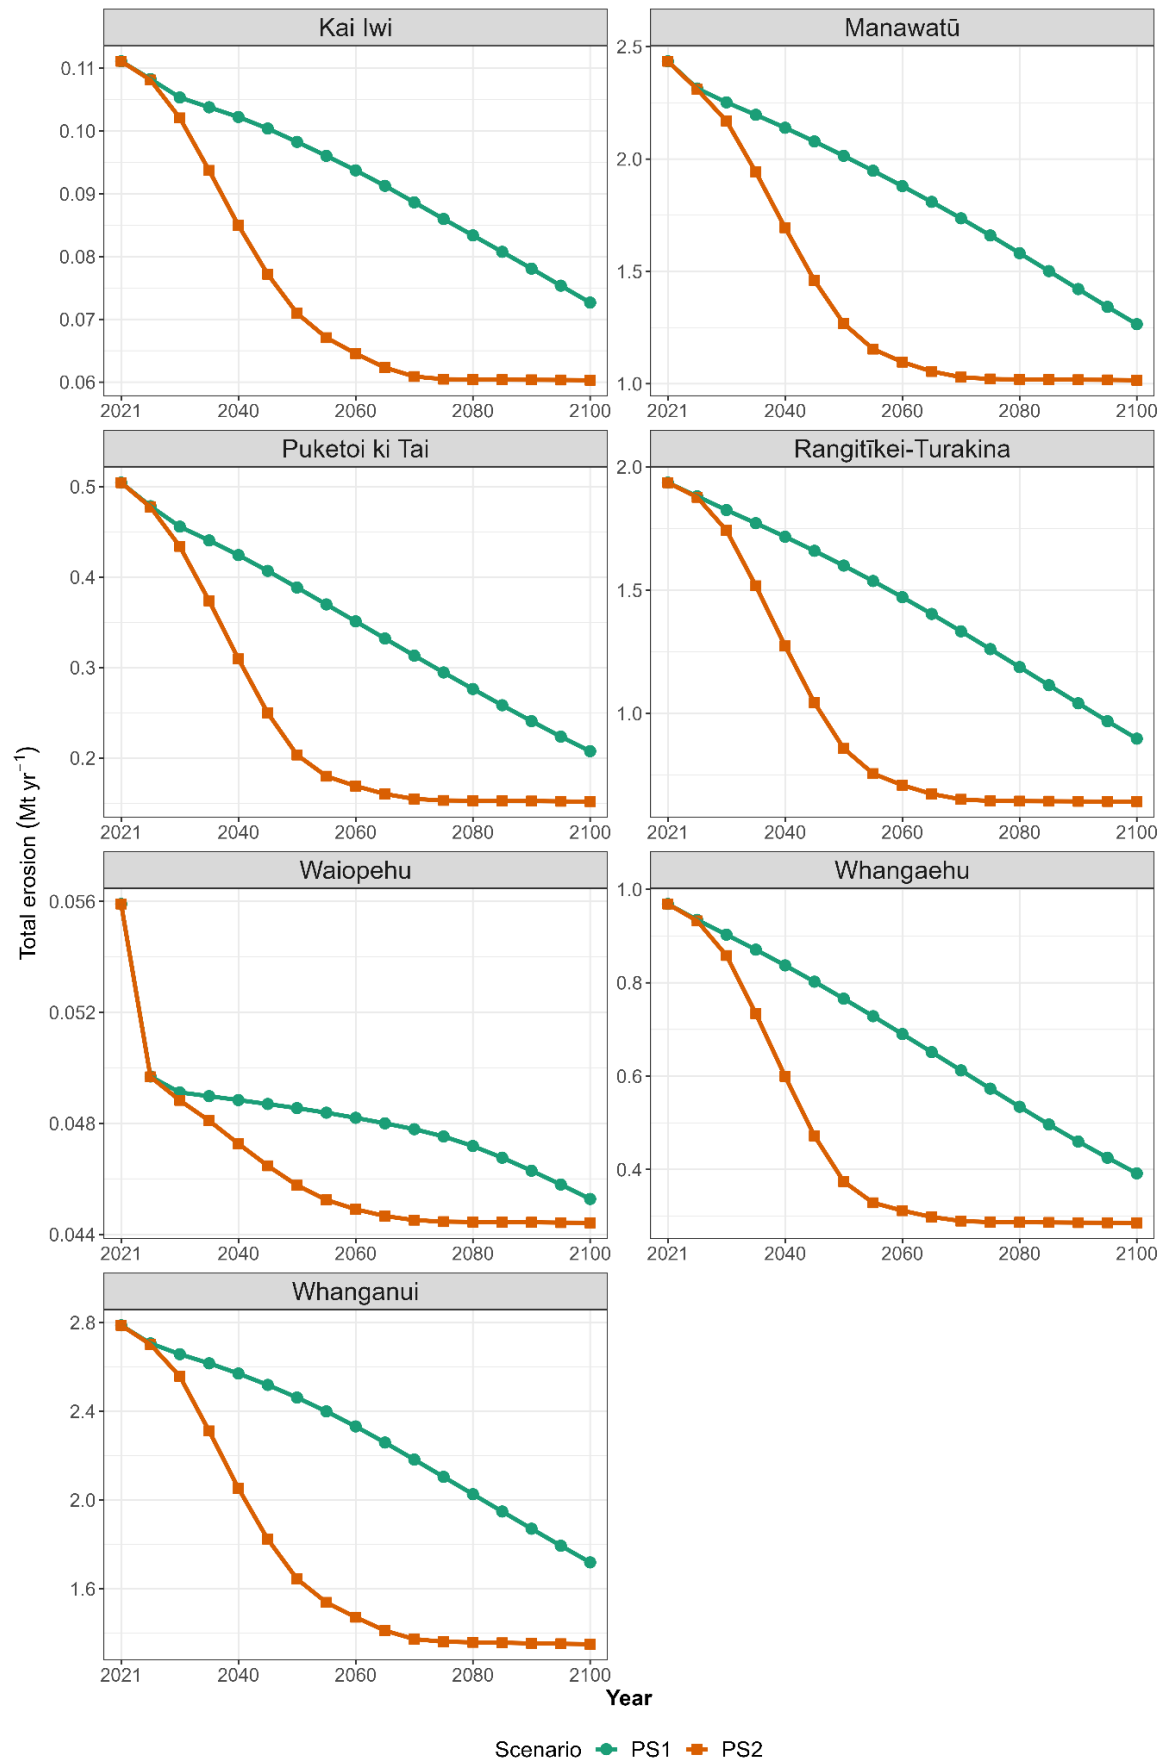 Kai Iwi
0.11
0.10
0.09
0.08
0.07
0.06
2021 2040 2060 2080 2100
Manawatū
2.5
2.0
1.5
1.0
2021 2040 2060 2080 2100
Puketoi ki Tai
0.5
0.4
0.3
0.2
2021 2040 2060 2080 2100
Rangitīkei-Turakina
2.0
1.5
1.0
2021 2040 2060 2080 2100
Total erosion (Mt yr⁻¹)
Waiopehu
0.056
0.052
0.048
0.044
2021 2040 2060 2080 2100
Whangaehu
1.0
0.8
0.6
0.4
2021 2040 2060 2080 2100
Whanganui
2.8
2.4
2.0
1.6
2021 2040 2060 2080 2100
Year
Scenario PS1 PS2